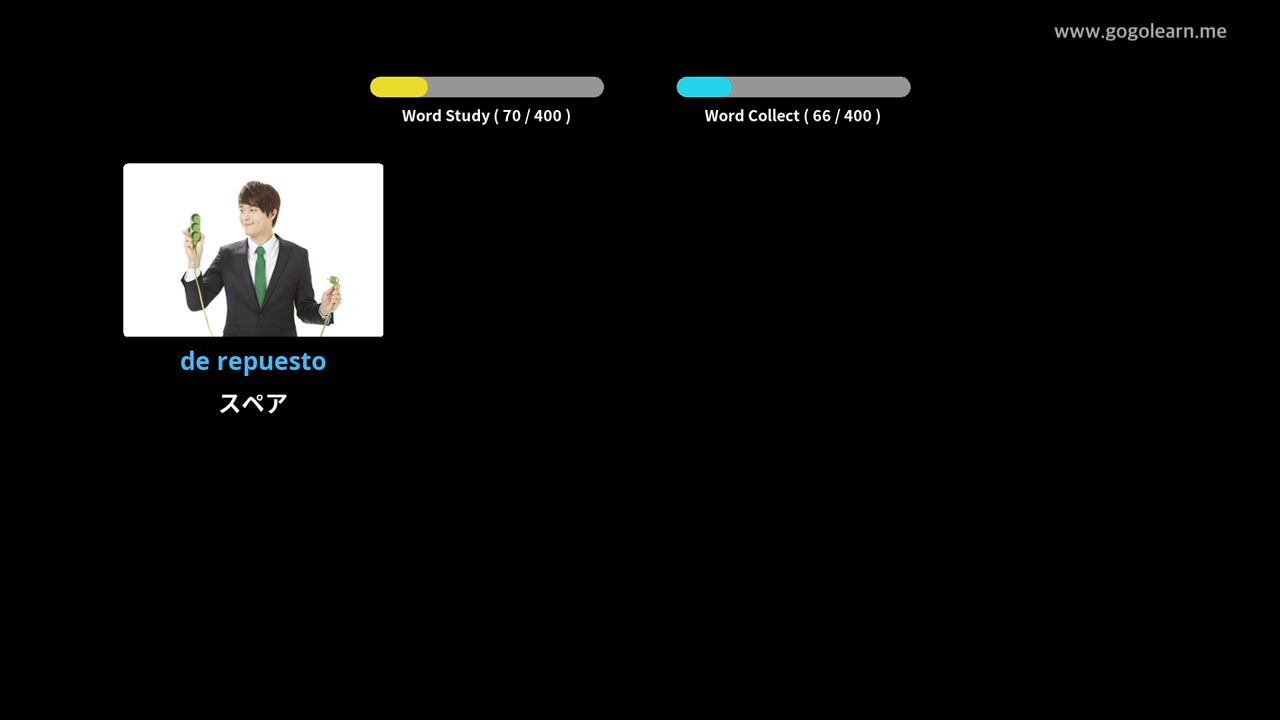 www.gogolearn.me
Word Study ( 70 / 400 )
Word Collect ( 66 / 400 )
de repuesto
スペア